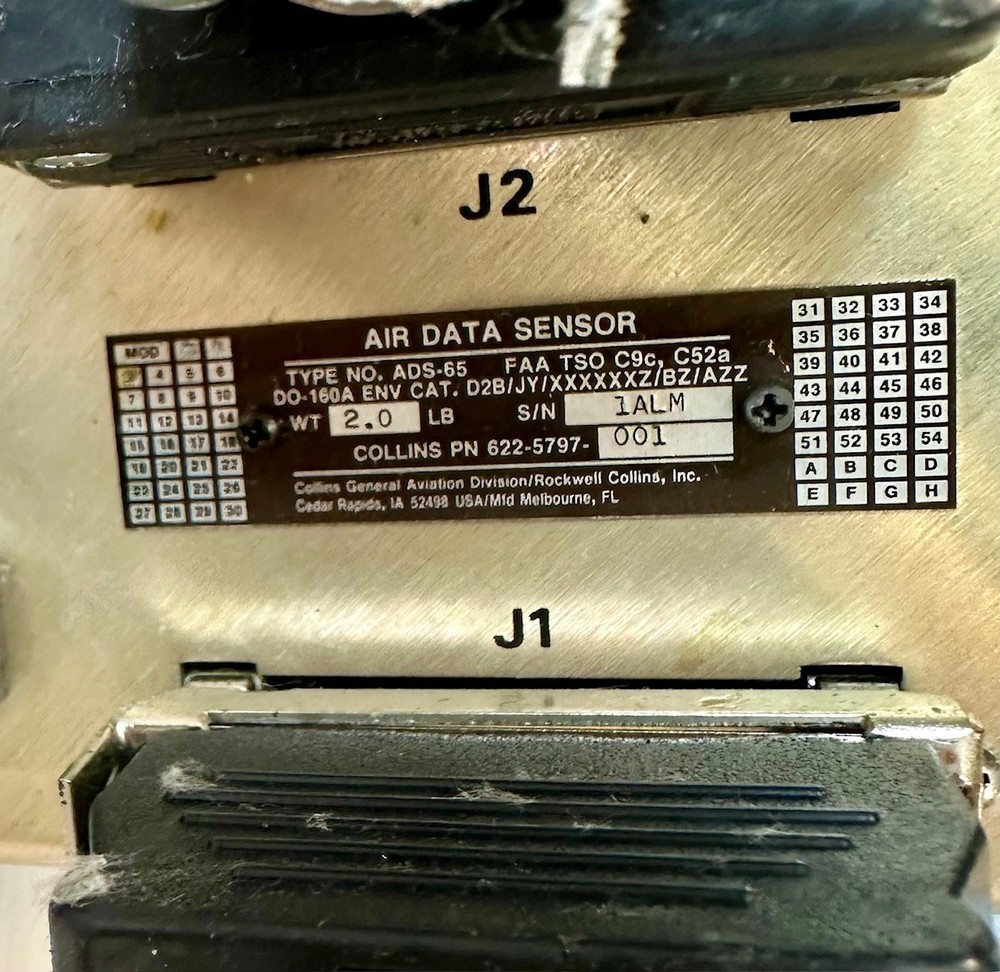 J2
AIR DATA SENSOR
TYPE NO. ADS-65 FAA TSO C9c, C52a
DO-160A ENV CAT. D2B/JY/XXXXXXZ/BZ/AZZ
WT 2.0 LB S/N 1ALM
COLLINS PN 622-5797-001
Collins General Aviation Division/Rockwell Collins, Inc.
Cedar Rapids, IA 52498 USA/Mfd Melbourne, FL
MOD
4 5 6
7 8 9 10
11 12 13 14
15 16 17 18
19 20 21 22
23 24 25 26
27 28 29 30
31 32 33 34
35 36 37 38
39 40 41 42
43 44 45 46
47 48 49 50
51 52 53 54
A B C D
E F G H
J1